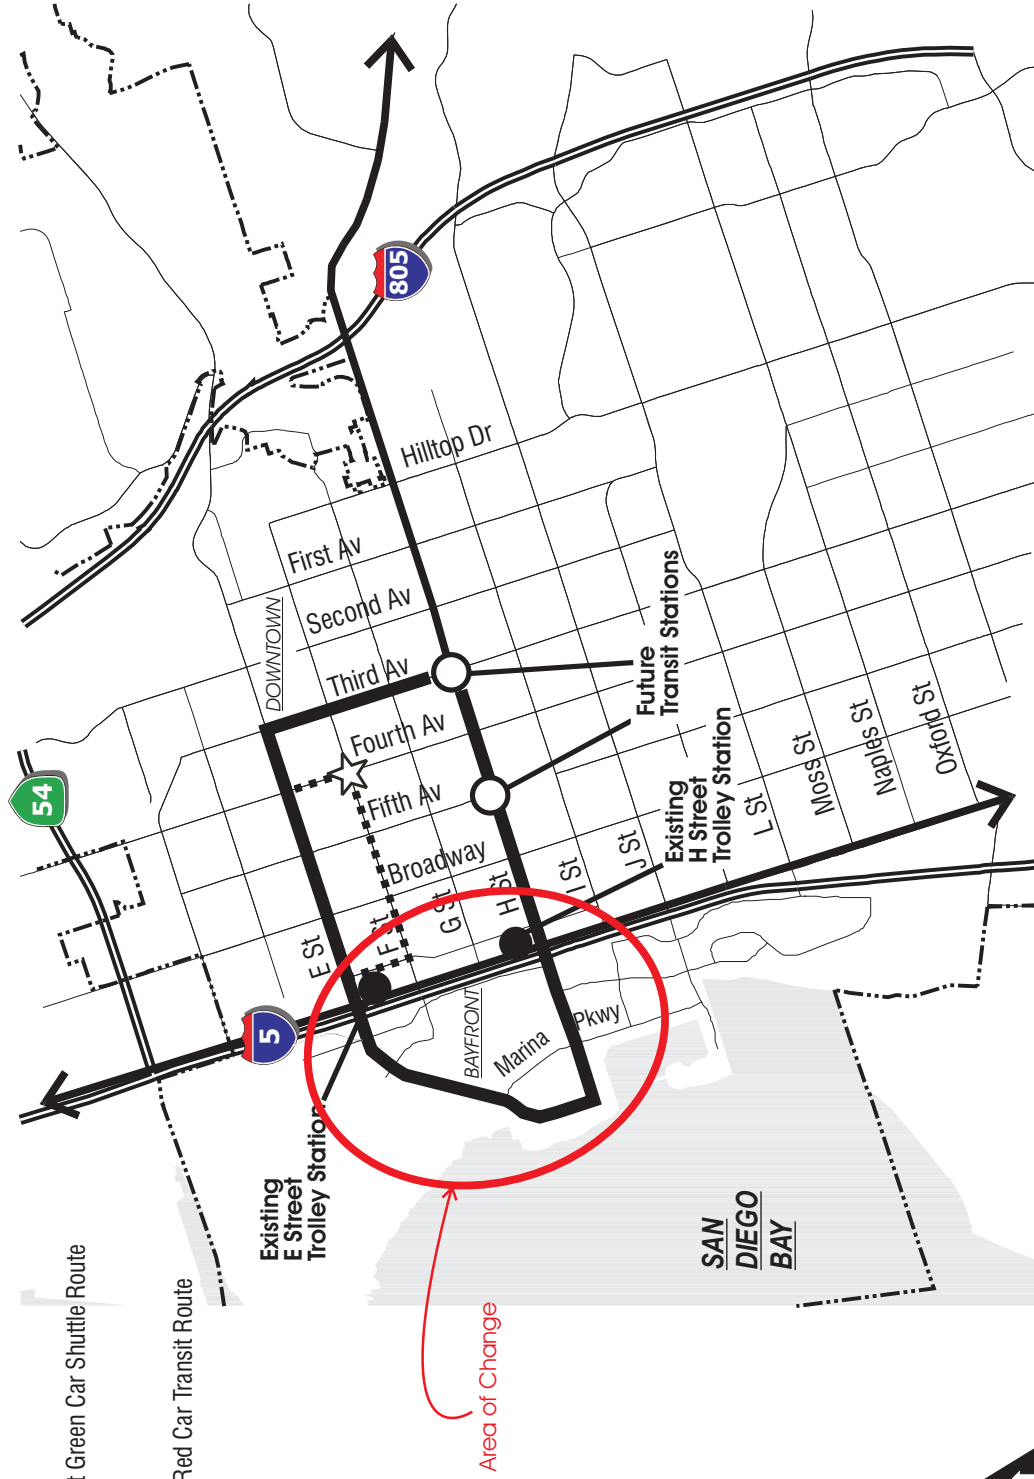 t Green Car Shuttle Route
Red Car Transit Route
54
5
805
DOWNTOWN
Hilltop Dr
First Av
Second Av
Third Av
Fourth Av
Fifth Av
Broadway
E St
F St
G St
H St
I St
J St
L St
Moss St
Naples St
Oxford St
BAYFRONT
Marina
Pkwy
Future
Transit Stations
Existing
H Street
Trolley Station
Existing
E Street
Trolley Station
SAN
DIEGO
BAY
Area of Change